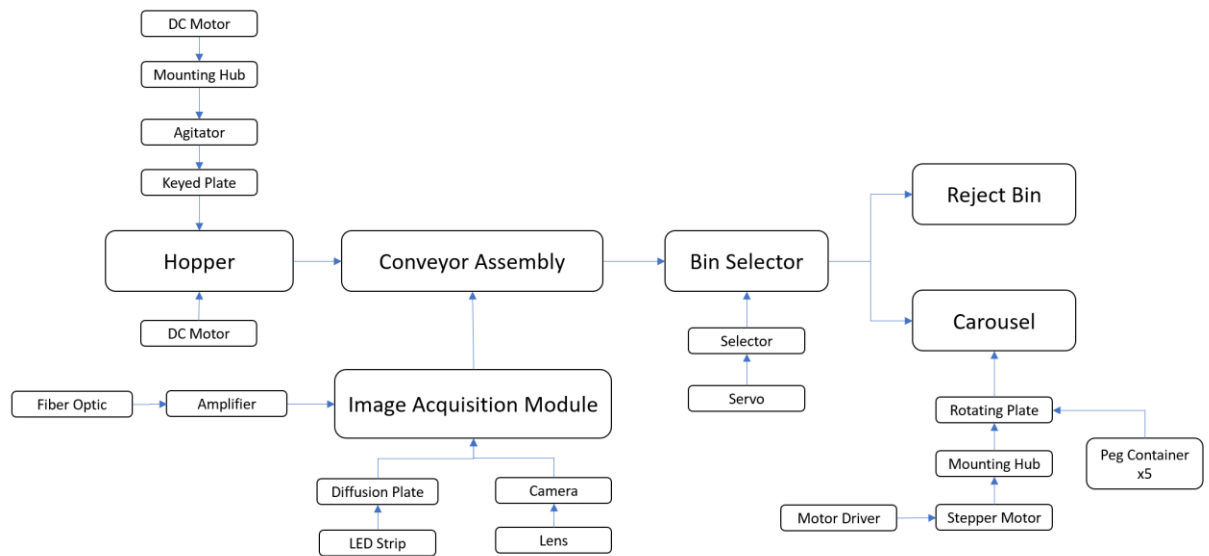 DC Motor
Mounting Hub
Agitator
Keyed Plate
Reject Bin
Hopper
Conveyor Assembly
Bin Selector
DC Motor
Selector
Carousel
Fiber Optic
Amplifier
Image Acquisition Module
Servo
Rotating Plate
Mounting Hub
Peg Container
x5
Diffusion Plate
Camera
Motor Driver
Stepper Motor
LED Strip
Lens